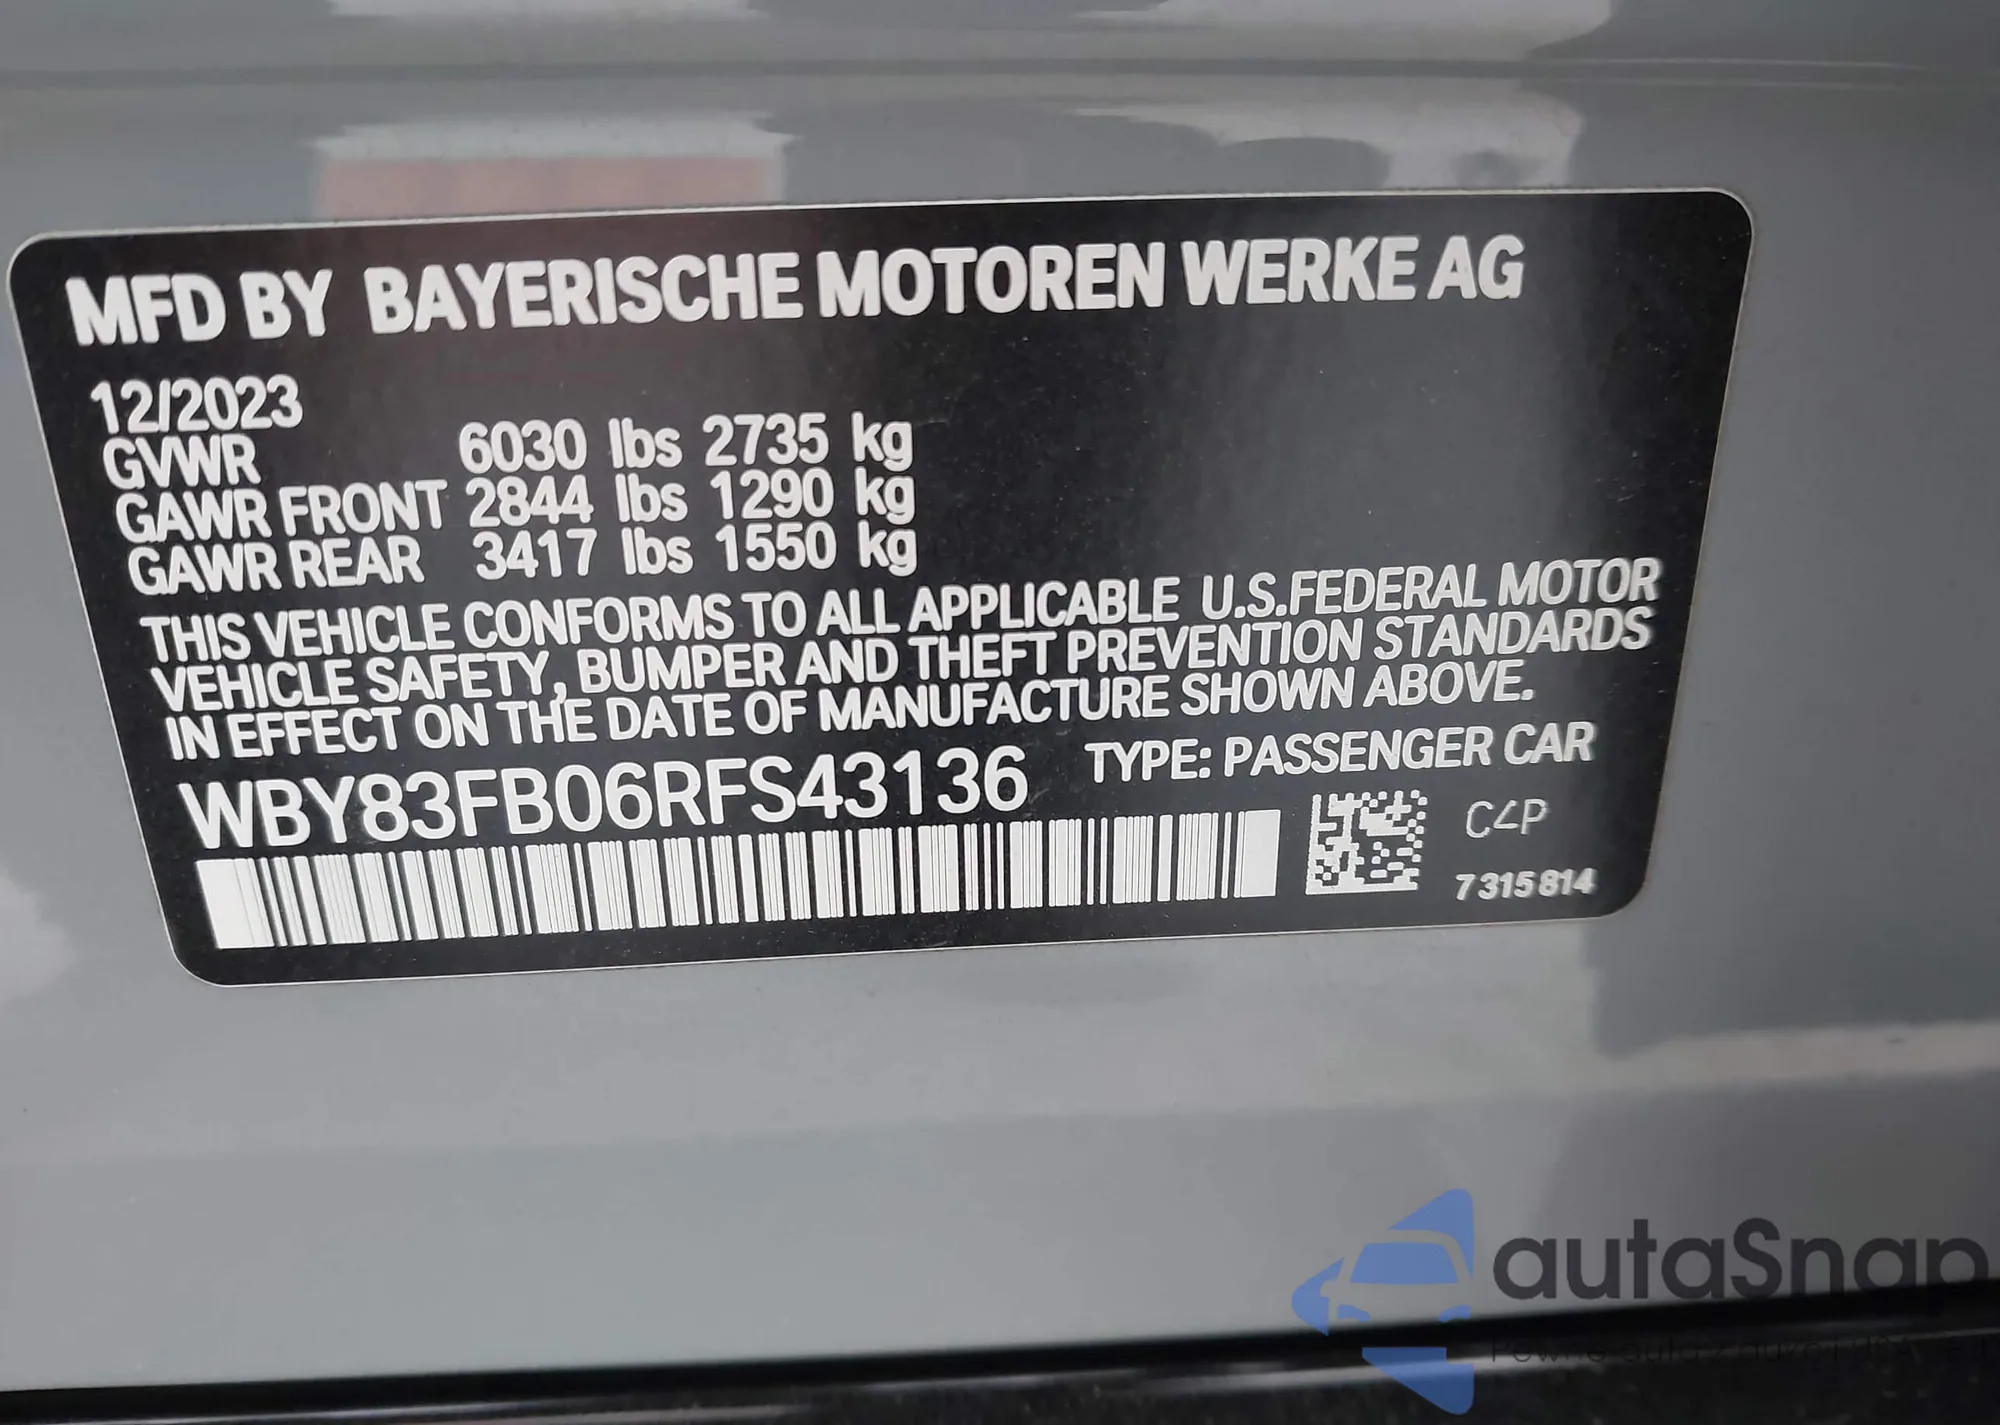 MFD BY BAYERISCHE MOTOREN WERKE AG
12/2023
GVWR 6030 lbs 2735 kg
GAWR FRONT 2844 lbs 1290 kg
GAWR REAR 3417 lbs 1550 kg
THIS VEHICLE CONFORMS TO ALL APPLICABLE U.S.FEDERAL MOTOR
VEHICLE SAFETY, BUMPER AND THEFT PREVENTION STANDARDS
IN EFFECT ON THE DATE OF MANUFACTURE SHOWN ABOVE.
WBY83FB06RFS43136 TYPE: PASSENGER CAR
C4P
7315814
autaSnap